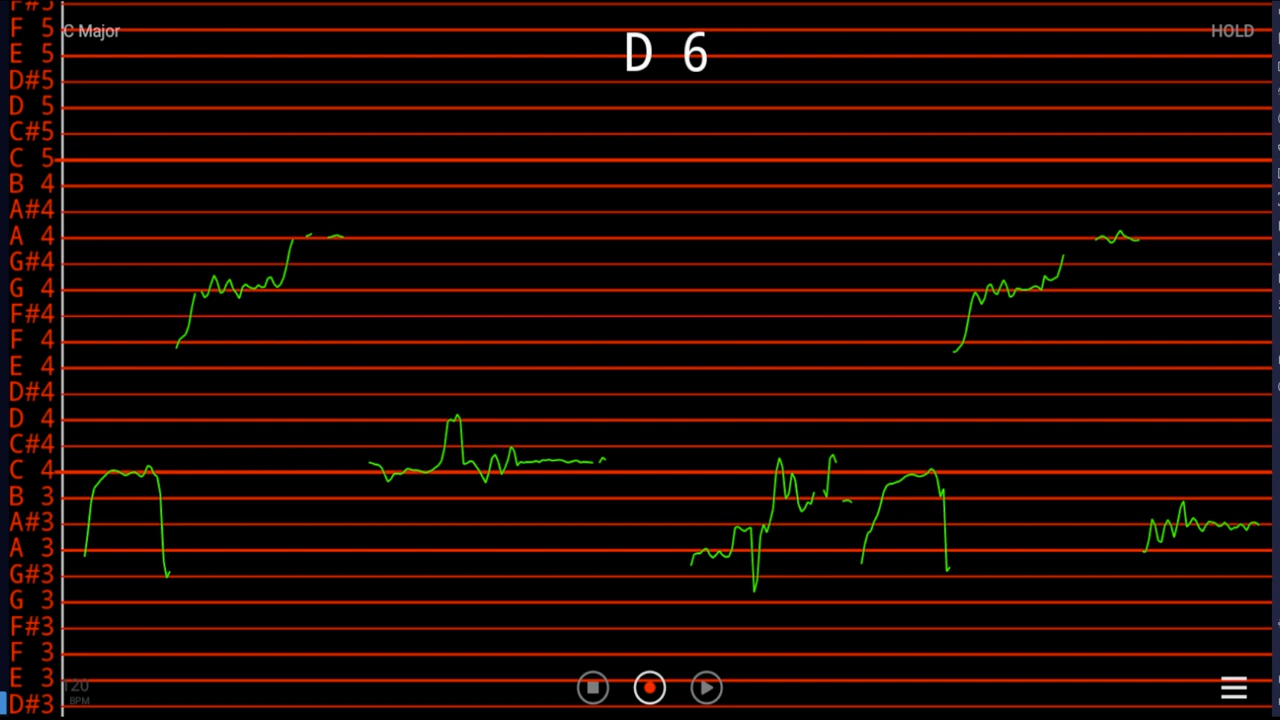 F#5
F 5
C Major
HOLD
E 5
D 6
D#5
D 5
C#5
C 5
B 4
A#4
A 4
G#4
G 4
F#4
F 4
E 4
D#4
D 4
C#4
C 4
B 3
A#3
A 3
G#3
G 3
F#3
F 3
E 3
120
BPM
D#3